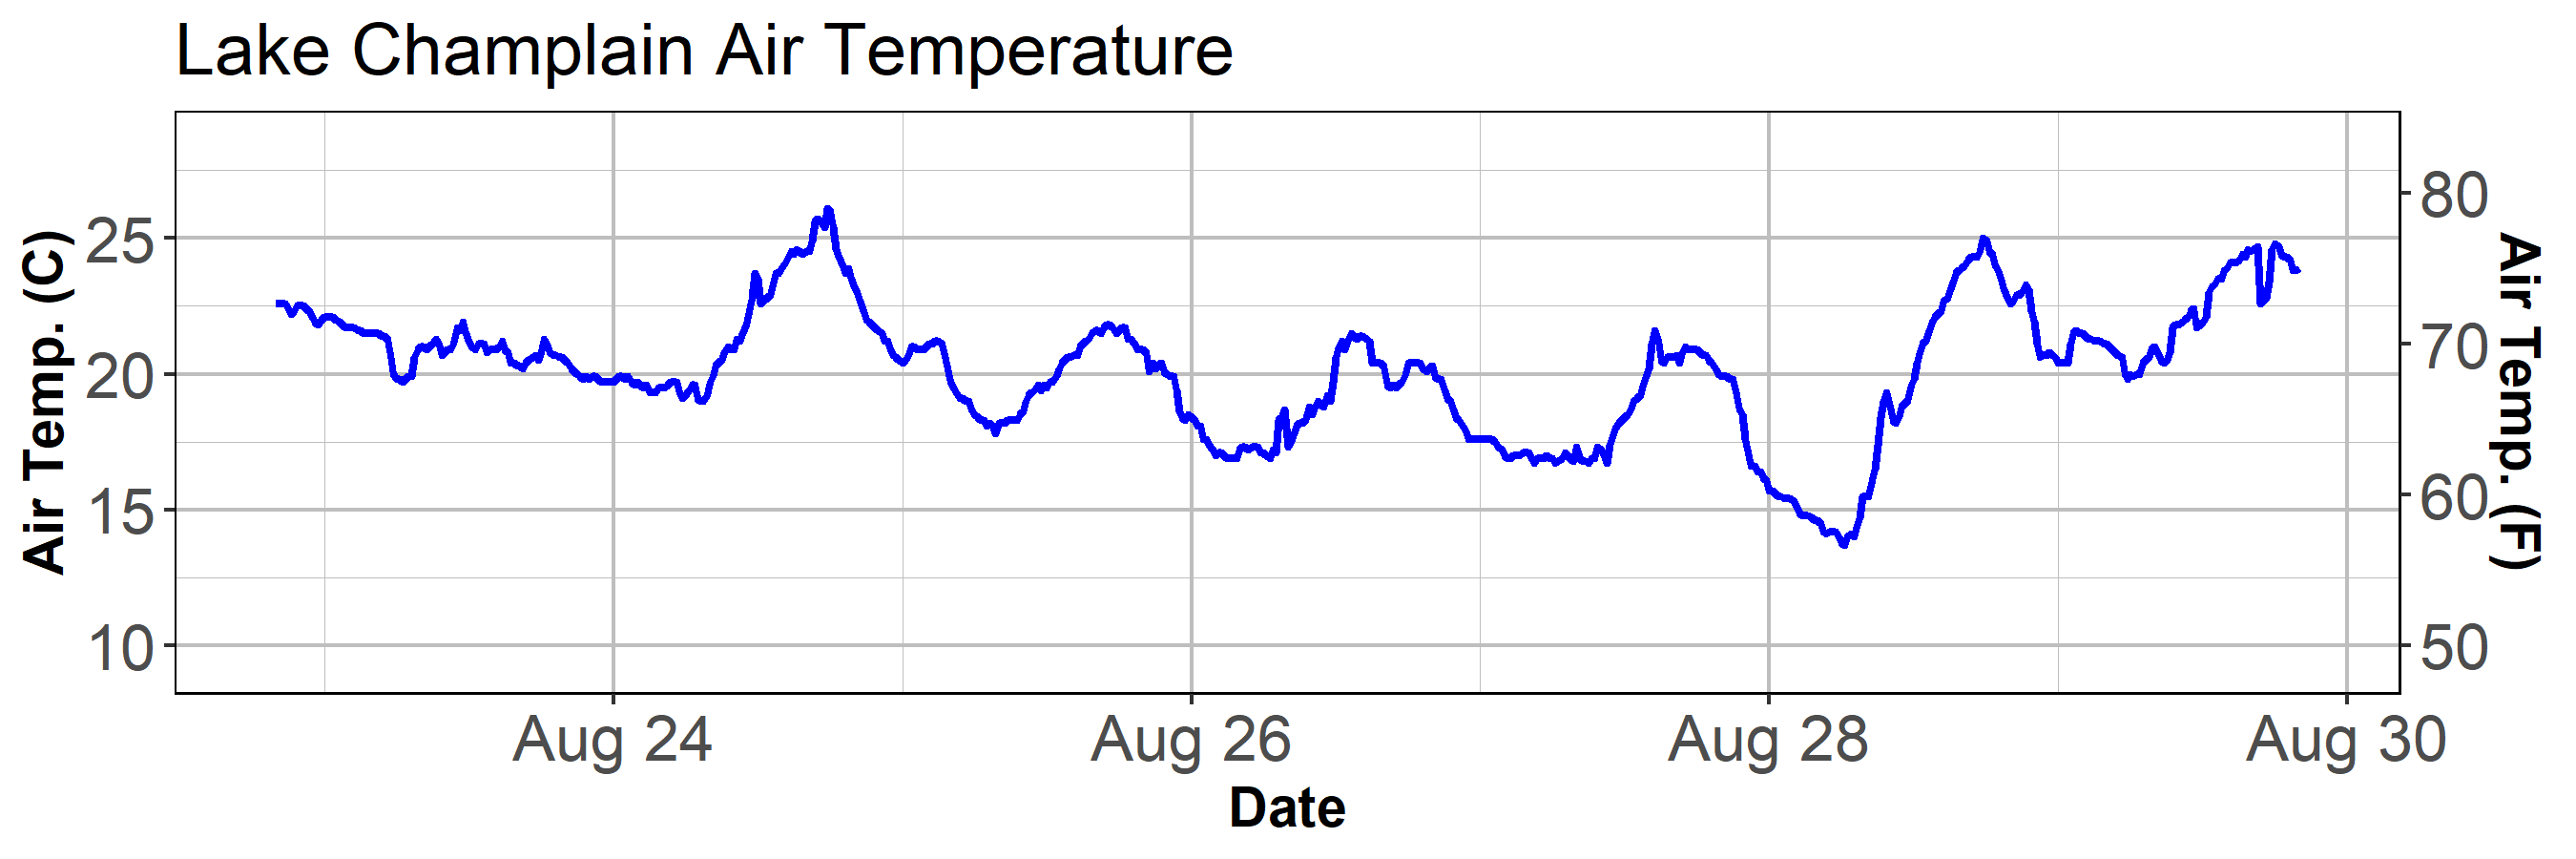 Lake Champlain Air Temperature
Air Temp. (C)
25
20
15
10
80
70
60
50
Air Temp. (F)
Aug 24
Aug 26
Aug 28
Aug 30
Date